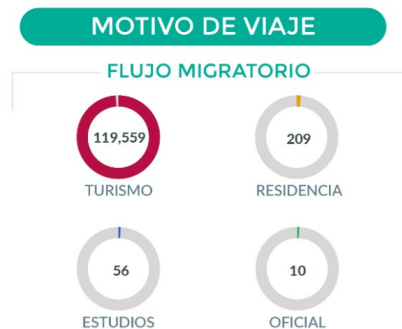 MOTIVO DE VIAJE
FLUJO MIGRATORIO
119,559
TURISMO
209
RESIDENCIA
56
ESTUDIOS
10
OFICIAL